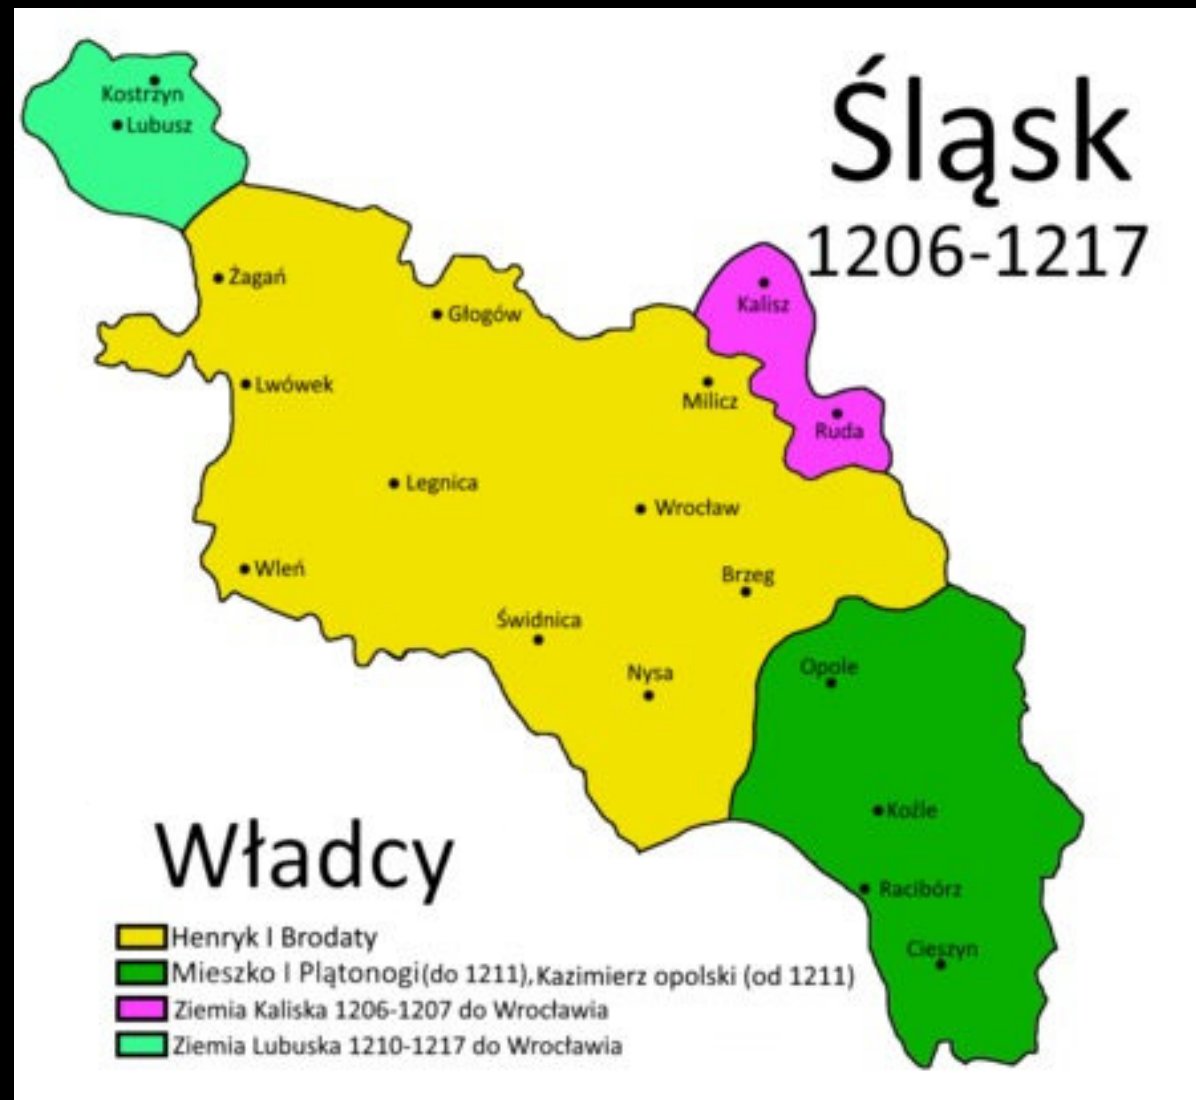 Śląsk
1206-1217
Kostrzyn
Lubusz
Żagań
Głogów
Kalisz
Lwówek
Milicz
Ruda
Legnica
Wrocław
Wleń
Brzeg
Świdnica
Nysa
Opole
Koźle
Racibórz
Cieszyn
Władcy
Henryk I Brodaty
Mieszko I Plątonogi(do 1211),Kazimierz opolski (od 1211)
Ziemia Kaliska 1206-1207 do Wrocławia
Ziemia Lubuska 1210-1217 do Wrocławia